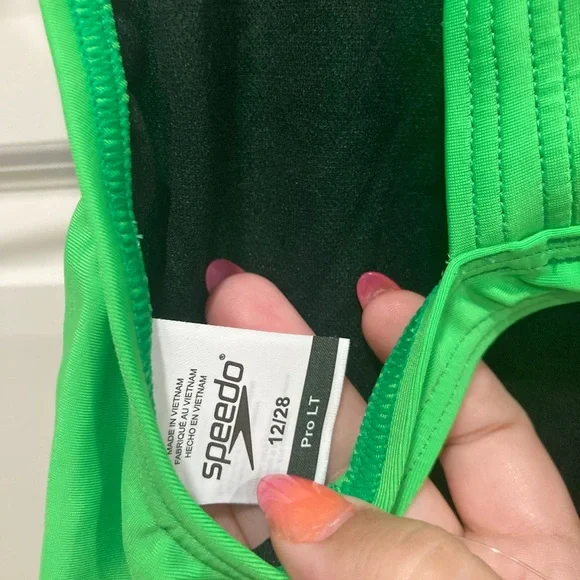 MADE IN VIETNAM
FABRIQUÉ AU VIETNAM
HECHO EN VIETNAM
speedo®
12/28
Pro LT